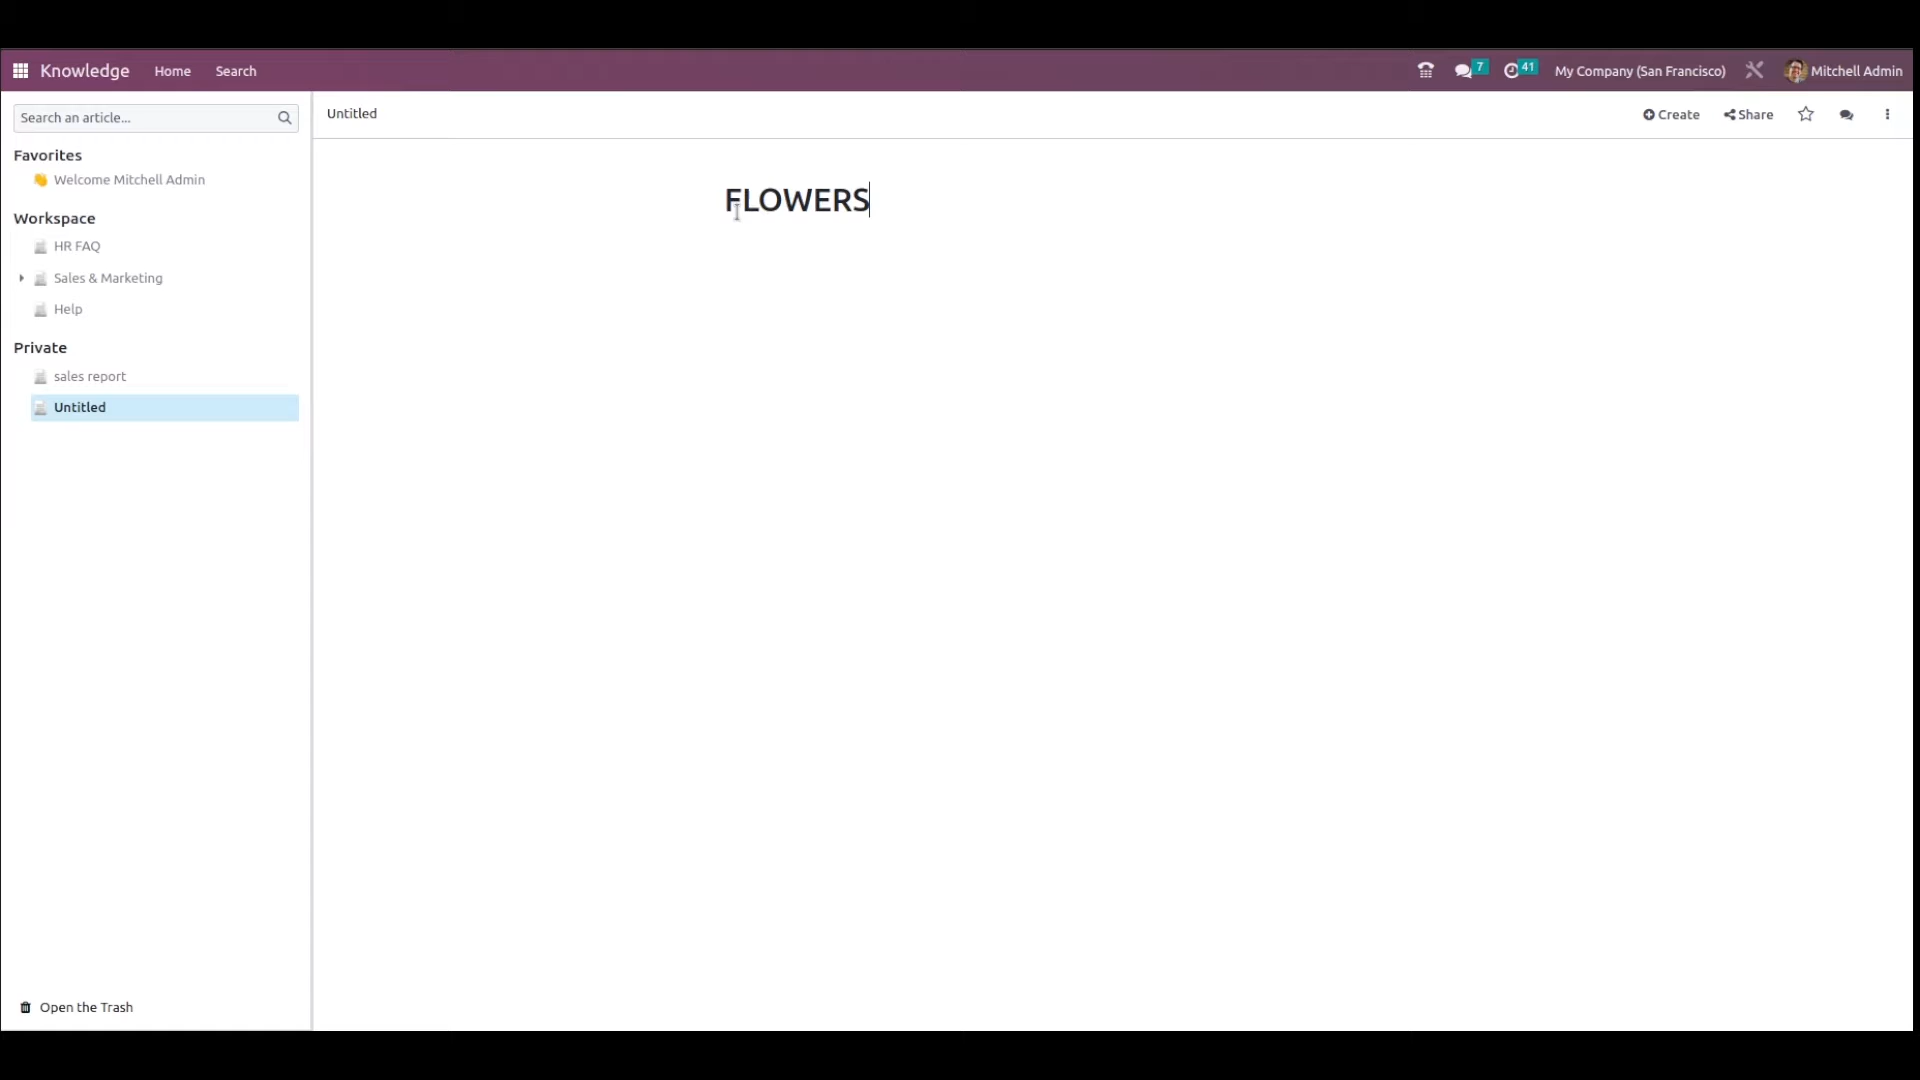 Knowledge Home Search 7 41 My Company (San Francisco) Mitchell Admin
Search an article...
Untitled
Create Share
Favorites
Welcome Mitchell Admin
Workspace
HR FAQ
Sales & Marketing
Help
Private
sales report
Untitled
Open the Trash
FLOWERS